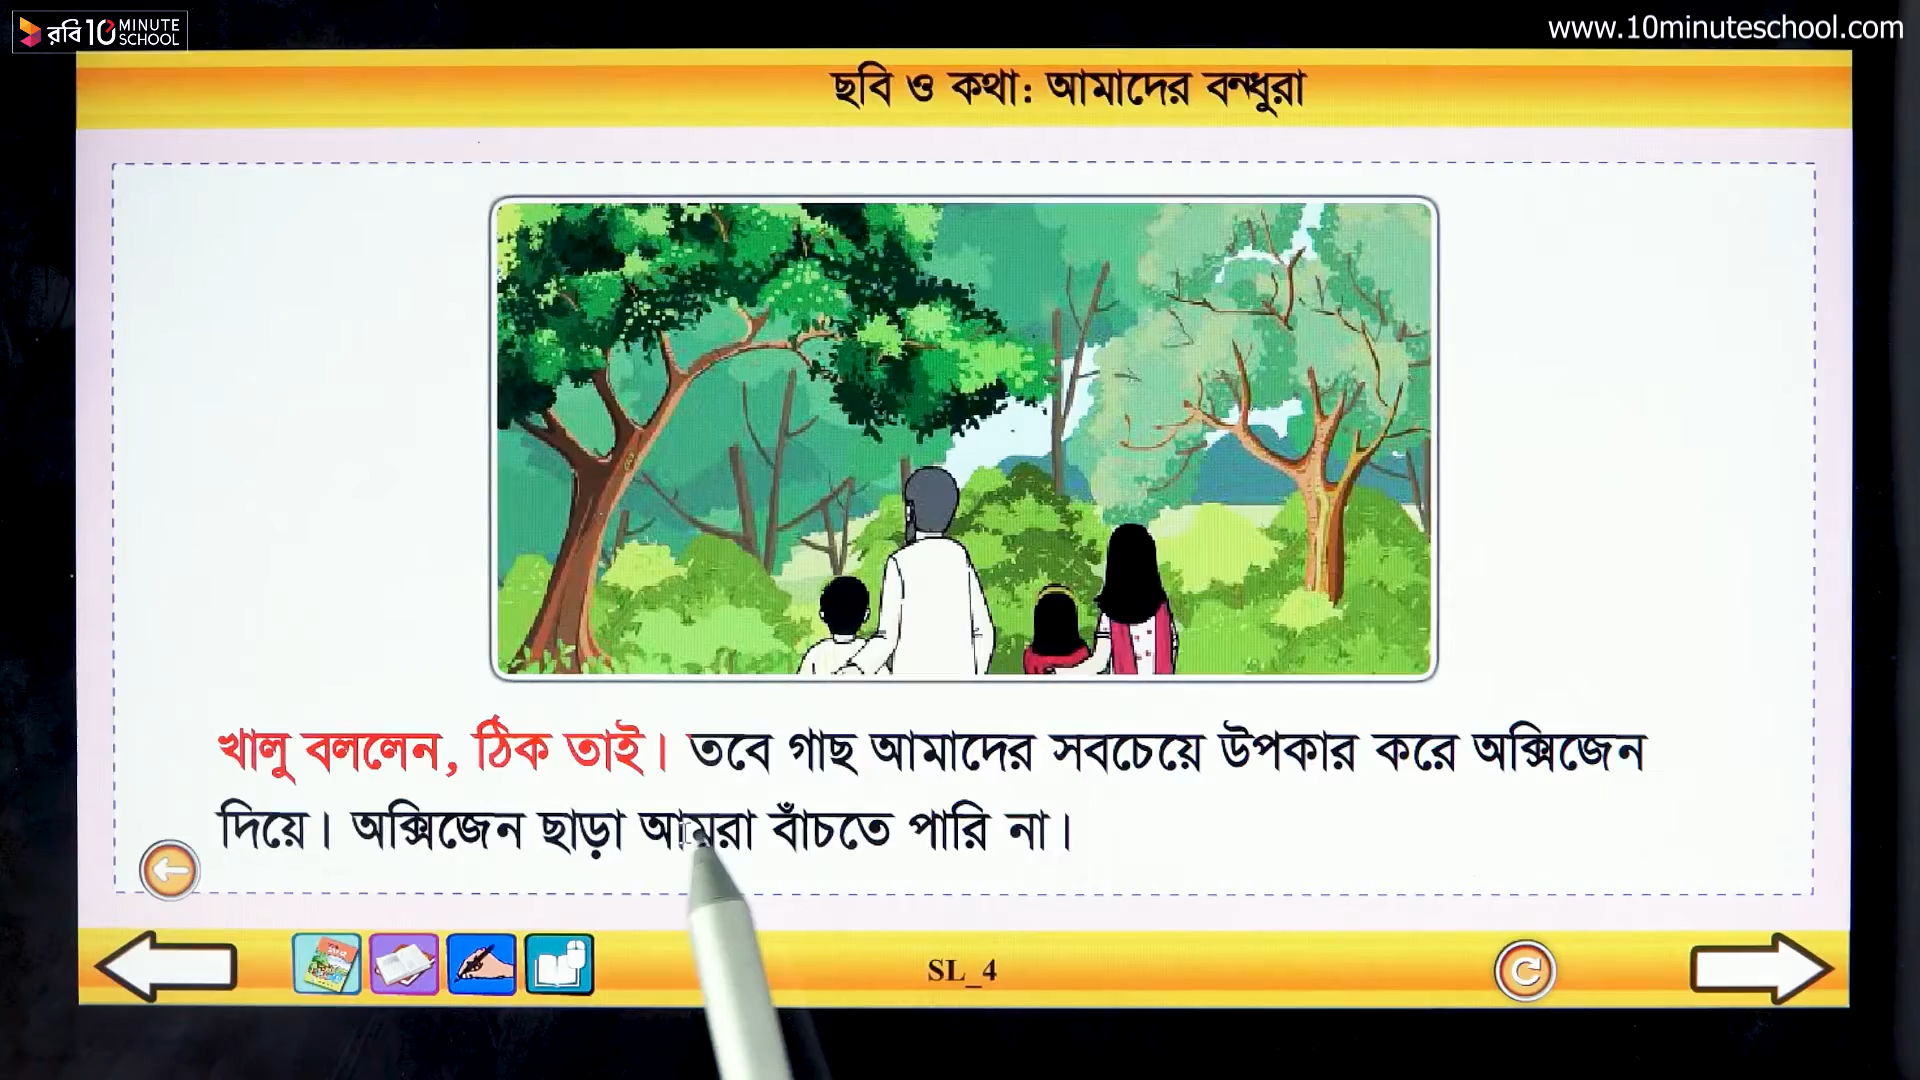 রবি 10 MINUTE SCHOOL
www.10minuteschool.com
ছবি ও কথা: আমাদের বন্ধুরা
খালু বললেন, ঠিক তাই। তবে গাছ আমাদের সবচেয়ে উপকার করে অক্সিজেন
দিয়ে। অক্সিজেন ছাড়া আমরা বাঁচতে পারি না।
SL_4